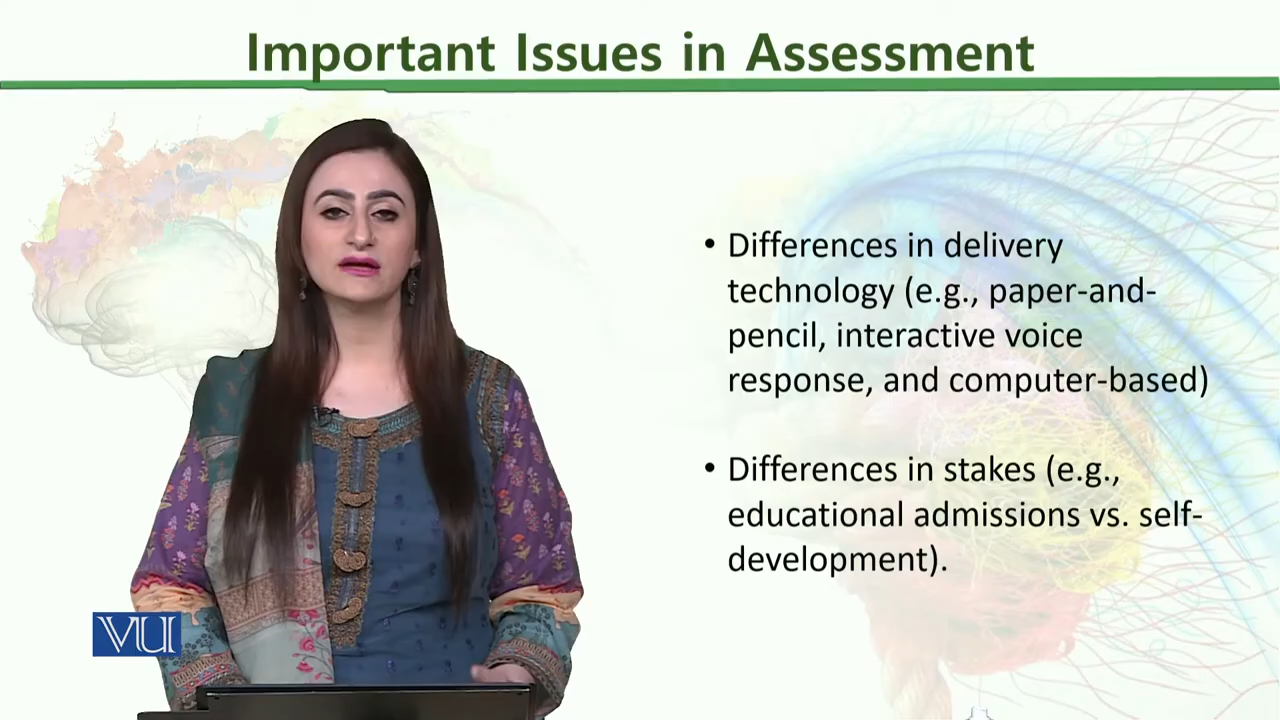 Important Issues in Assessment
• Differences in delivery
technology (e.g., paper-and-
pencil, interactive voice
response, and computer-based)
• Differences in stakes (e.g.,
educational admissions vs. self-
development).
VU